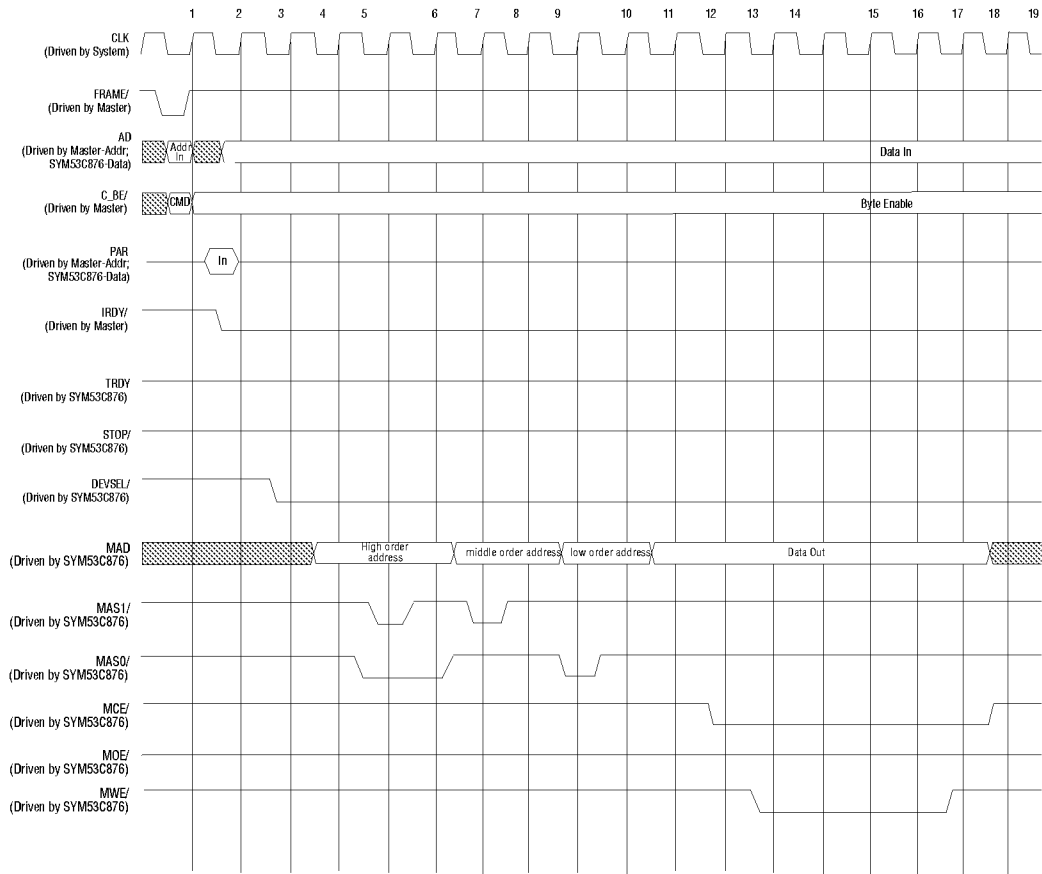 1 2 3 4 5 6 7 8 9 10 11 12 13 14 15 16 17 18 19
CLK
(Driven by System)
FRAME/
(Driven by Master)
AD
(Driven by Master-Addr;
SYM53C876-Data)
Addr
In
Data In
C_BE/
(Driven by Master)
CMD
Byte Enable
PAR
(Driven by Master-Addr;
SYM53C876-Data)
In
IRDY/
(Driven by Master)
TRDY
(Driven by SYM53C876)
STOP/
(Driven by SYM53C876)
DEVSEL/
(Driven by SYM53C876)
MAD
(Driven by SYM53C876)
High order
address
middle order address
low order address
Data Out
MAS1/
(Driven by SYM53C876)
MAS0/
(Driven by SYM53C876)
MCE/
(Driven by SYM53C876)
MOE/
(Driven by SYM53C876)
MWE/
(Driven by SYM53C876)